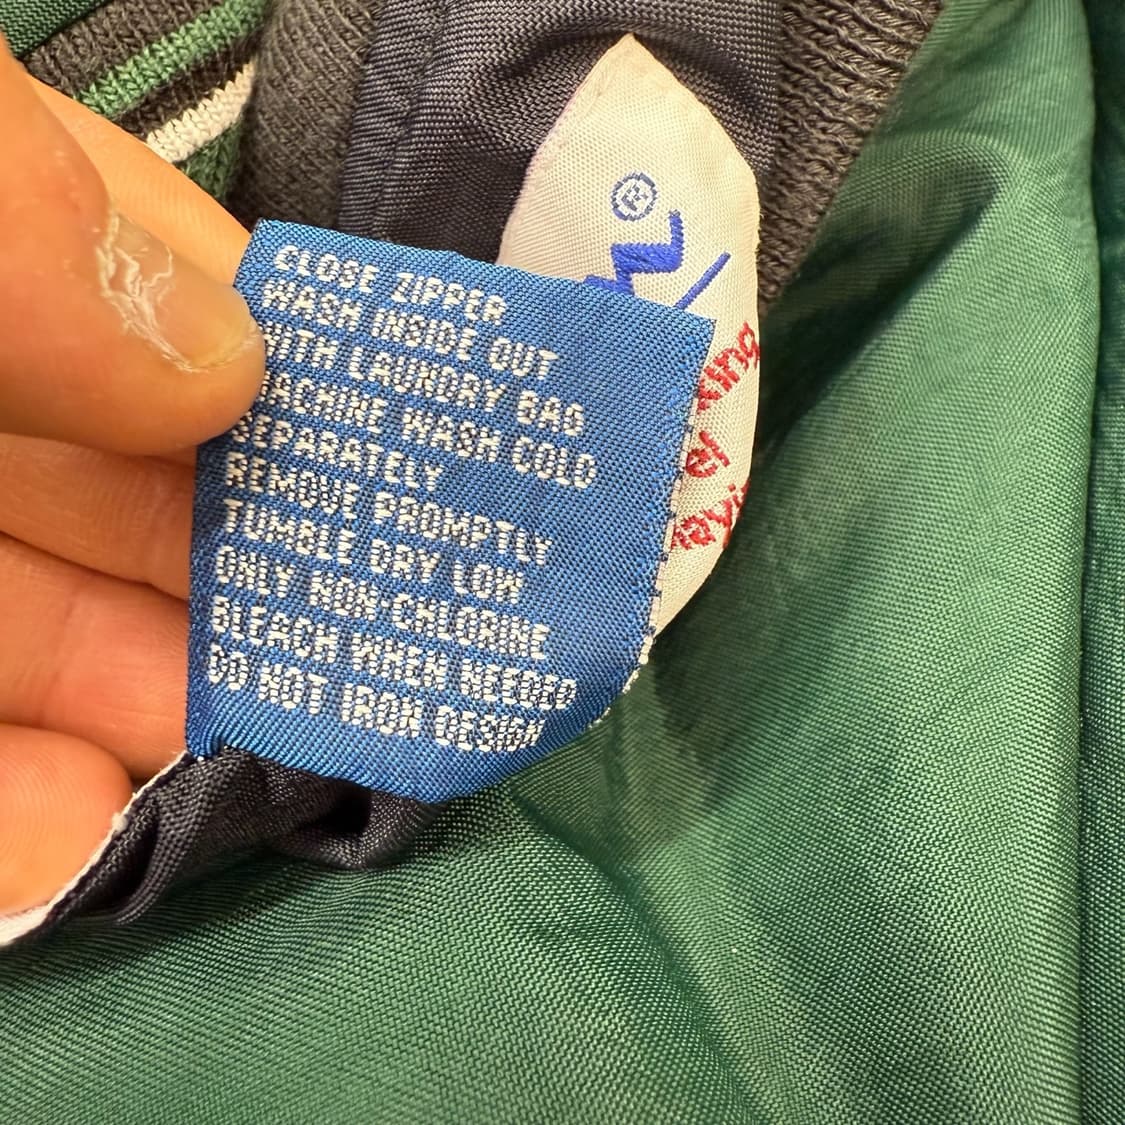 CLOSE ZIPPER
WASH INSIDE OUT
WITH LAUNDRY BAG
MACHINE WASH COLD
SEPARATELY
REMOVE PROMPTLY
TUMBLE DRY LOW
ONLY NON-CHLORINE
BLEACH WHEN NEEDED
DO NOT IRON DESIGN
®